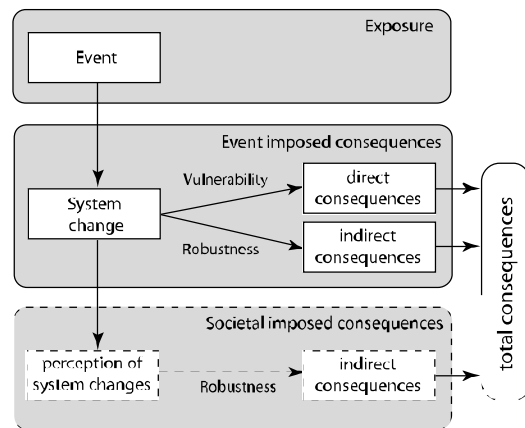 Exposure
Event
Event imposed consequences
Vulnerability
direct
consequences
System
change
Robustness
indirect
consequences
total consequences
Societal imposed consequences
perception of
system changes
Robustness
indirect
consequences